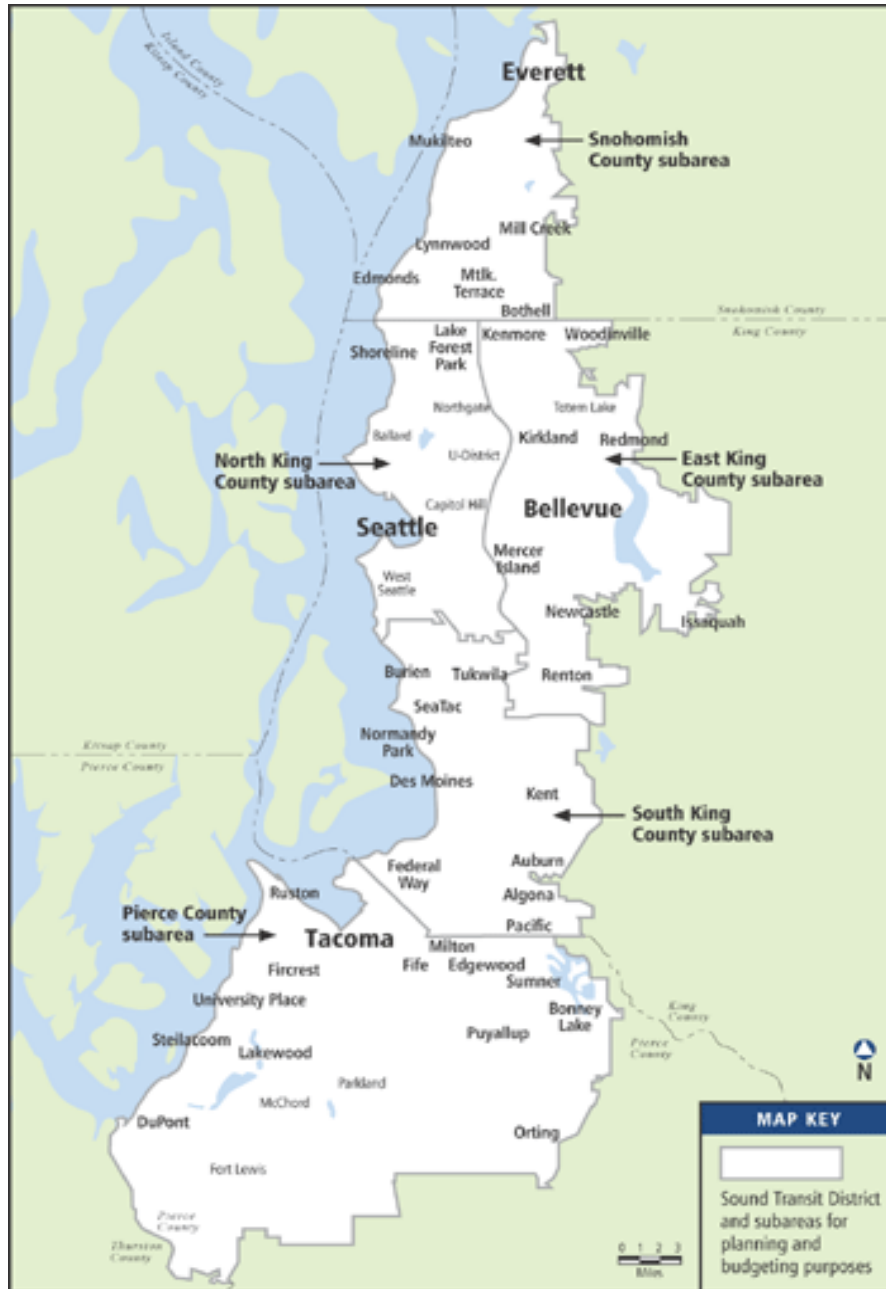 Island County
Kitsap County
Everett
Mukilteo
Snohomish
County subarea
Mill Creek
Lynnwood
Edmonds
Mtlk.
Terrace
Bothell
Snohomish County
King County
Lake
Forest
Park
Kenmore
Woodinville
Shoreline
Northgate
Totem Lake
Ballard
Kirkland
Redmond
U-District
North King
County subarea
East King
County subarea
Capitol Hill
Bellevue
Seattle
Mercer
Island
West
Seattle
Newcastle
Issaquah
Burien
Tukwila
Renton
SeaTac
Normandy
Park
Kitsap County
Pierce County
Des Moines
Kent
South King
County subarea
Federal
Way
Auburn
Ruston
Algona
Pierce County
subarea
Pacific
Tacoma
Milton
Fife
Edgewood
Fircrest
Sumner
University Place
Bonney
Lake
King
County
Puyallup
Steilacoom
Lakewood
Pierce
County
N
Parkland
McChord
DuPont
Orting
MAP KEY
Fort Lewis
Pierce
County
Thurston
County
Sound Transit District
and subareas for
planning and
budgeting purposes
0 1 2 3
Miles